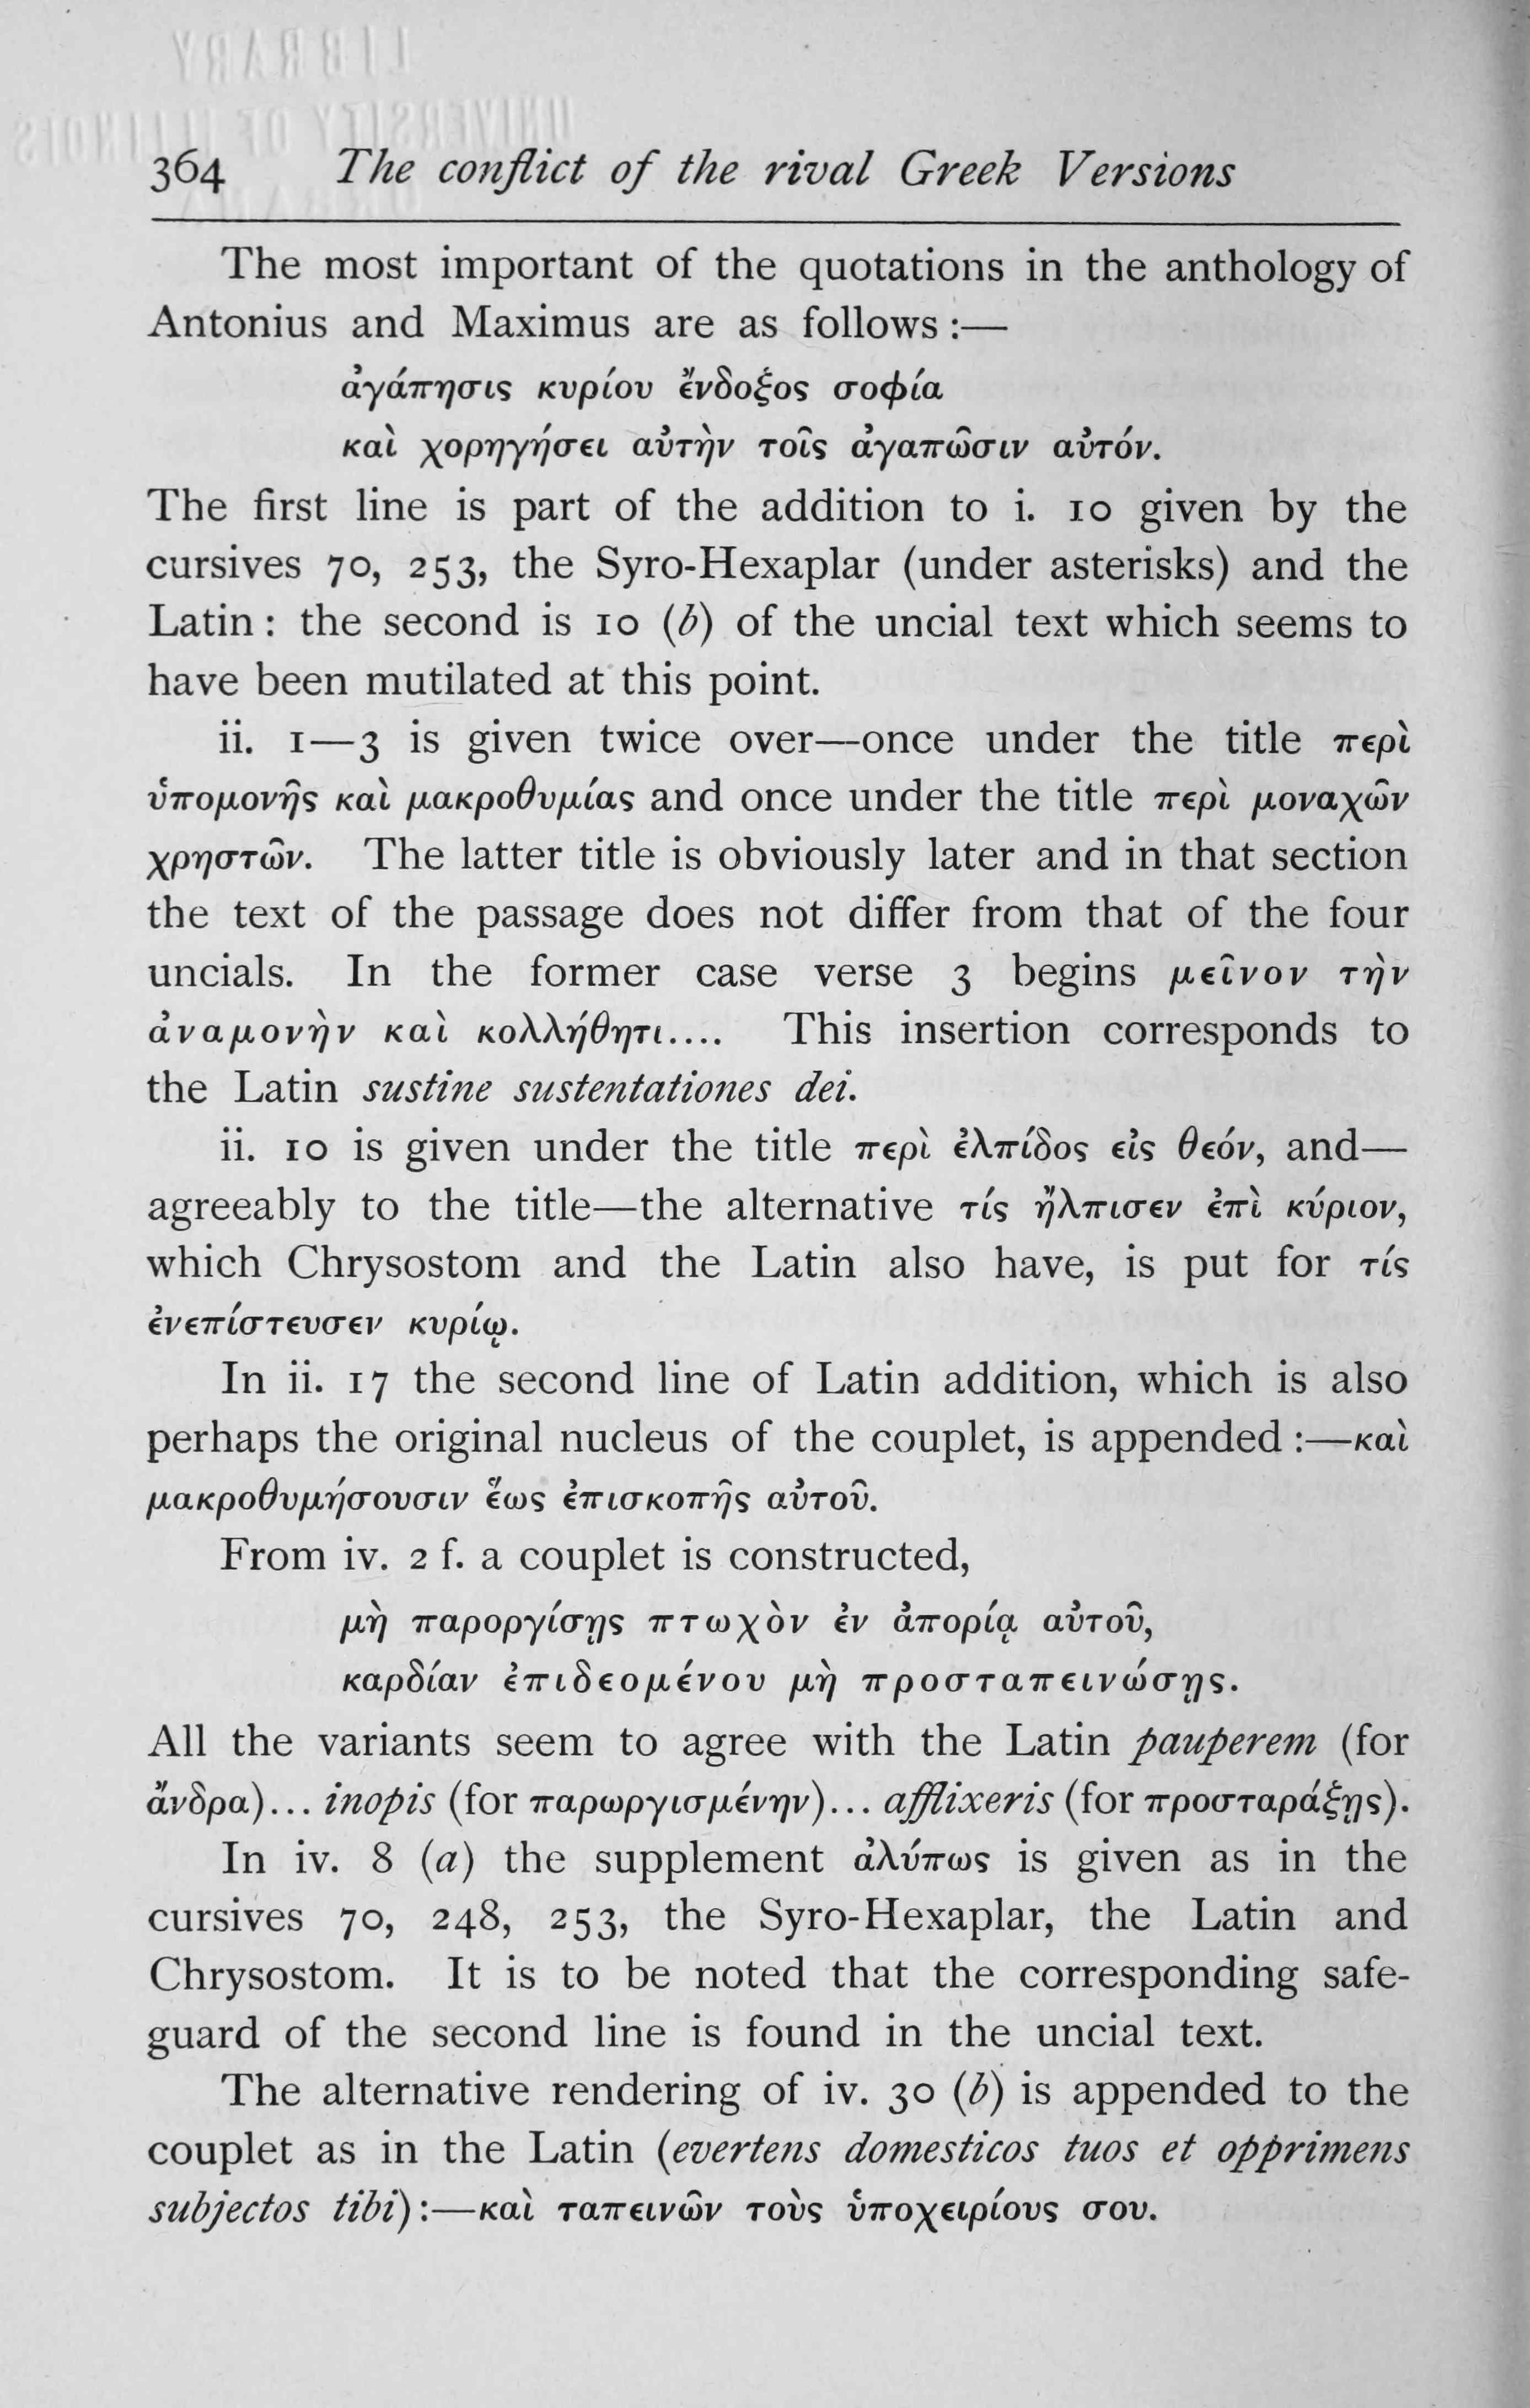 LIBRARY
UNIVERSITY OF ILLINOIS
364 The conflict of the rival Greek Versions
The most important of the quotations in the anthology of
Antonius and Maximus are as follows :—
ἀγάπησις κυρίου ἔνδοξος σοφία
καὶ χορηγήσει αὐτὴν τοῖς ἀγαπῶσιν αὐτόν.
The first line is part of the addition to i. 10 given by the
cursives 70, 253, the Syro-Hexaplar (under asterisks) and the
Latin : the second is 10 (b) of the uncial text which seems to
have been mutilated at this point.
ii. 1—3 is given twice over—once under the title περὶ
ὑπομονῆς καὶ μακροθυμίας and once under the title περὶ μοναχῶν
χρηστῶν. The latter title is obviously later and in that section
the text of the passage does not differ from that of the four
uncials. In the former case verse 3 begins μεῖνον τὴν
ἀναμονὴν καὶ κολλήθητι.... This insertion corresponds to
the Latin sustine sustentationes dei.
ii. 10 is given under the title περὶ ἐλπίδος εἰς θεόν, and—
agreeably to the title—the alternative τίς ἤλπισεν ἐπὶ κύριον,
which Chrysostom and the Latin also have, is put for τίς
ἐνεπίστευσεν κυρίῳ.
In ii. 17 the second line of Latin addition, which is also
perhaps the original nucleus of the couplet, is appended :—καὶ
μακροθυμήσουσιν ἕως ἐπισκοπῆς αὐτοῦ.
From iv. 2 f. a couplet is constructed,
μὴ παροργίσῃς πτωχὸν ἐν ἀπορίᾳ αὐτοῦ,
καρδίαν ἐπιδεομένου μὴ προσταπεινώσῃς.
All the variants seem to agree with the Latin pauperem (for
ἄνδρα)... inopis (for παρωργισμένην)... afflixeris (for προσταράξῃς).
In iv. 8 (a) the supplement ἀλύπως is given as in the
cursives 70, 248, 253, the Syro-Hexaplar, the Latin and
Chrysostom. It is to be noted that the corresponding safe-
guard of the second line is found in the uncial text.
The alternative rendering of iv. 30 (b) is appended to the
couplet as in the Latin (evertens domesticos tuos et opprimens
subjectos tibi) :—καὶ ταπεινῶν τοὺς ὑποχειρίους σου.